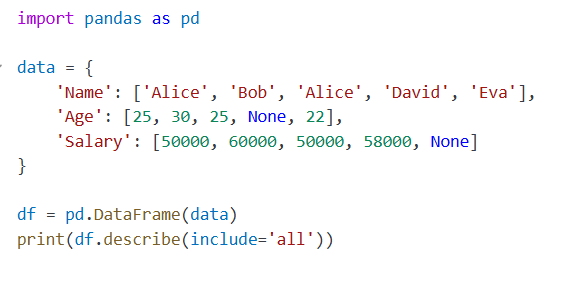 import pandas as pd
data = {
    'Name': ['Alice', 'Bob', 'Alice', 'David', 'Eva'],
    'Age': [25, 30, 25, None, 22],
    'Salary': [50000, 60000, 50000, 58000, None]
}
df = pd.DataFrame(data)
print(df.describe(include='all'))